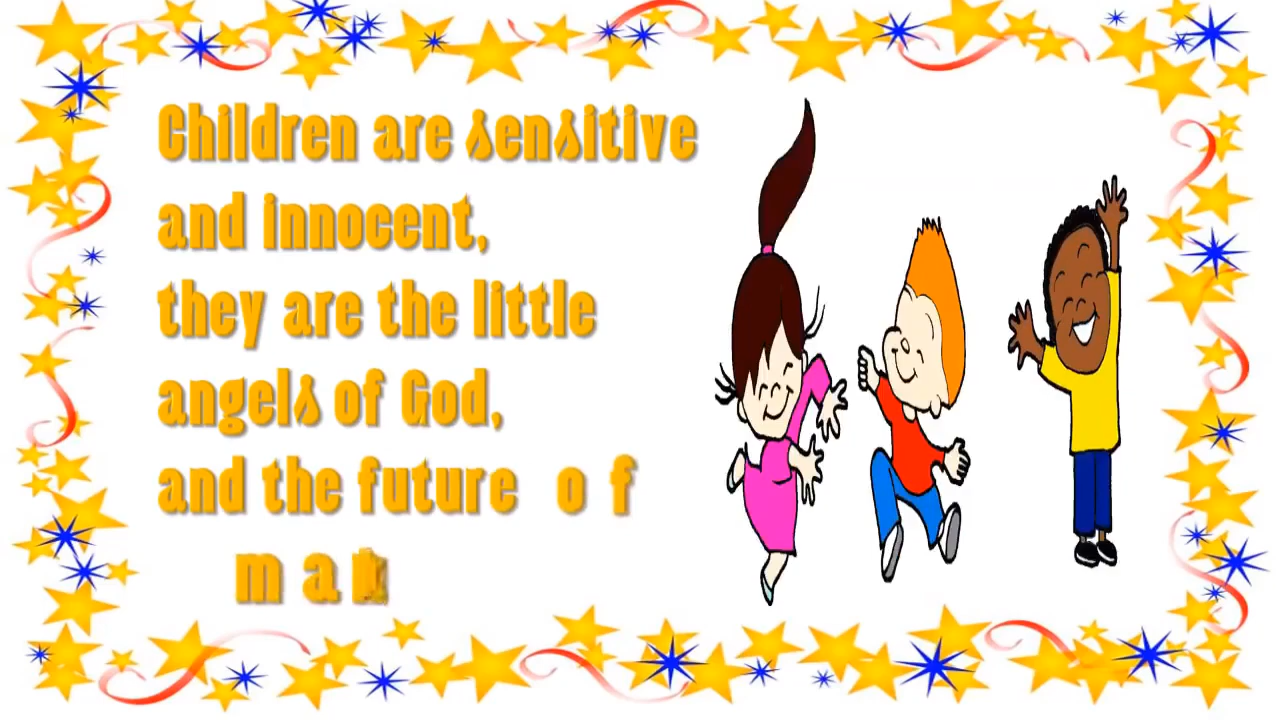 Children are sensitive
and innocent,
they are the little
angels of God,
and the future o f
m a